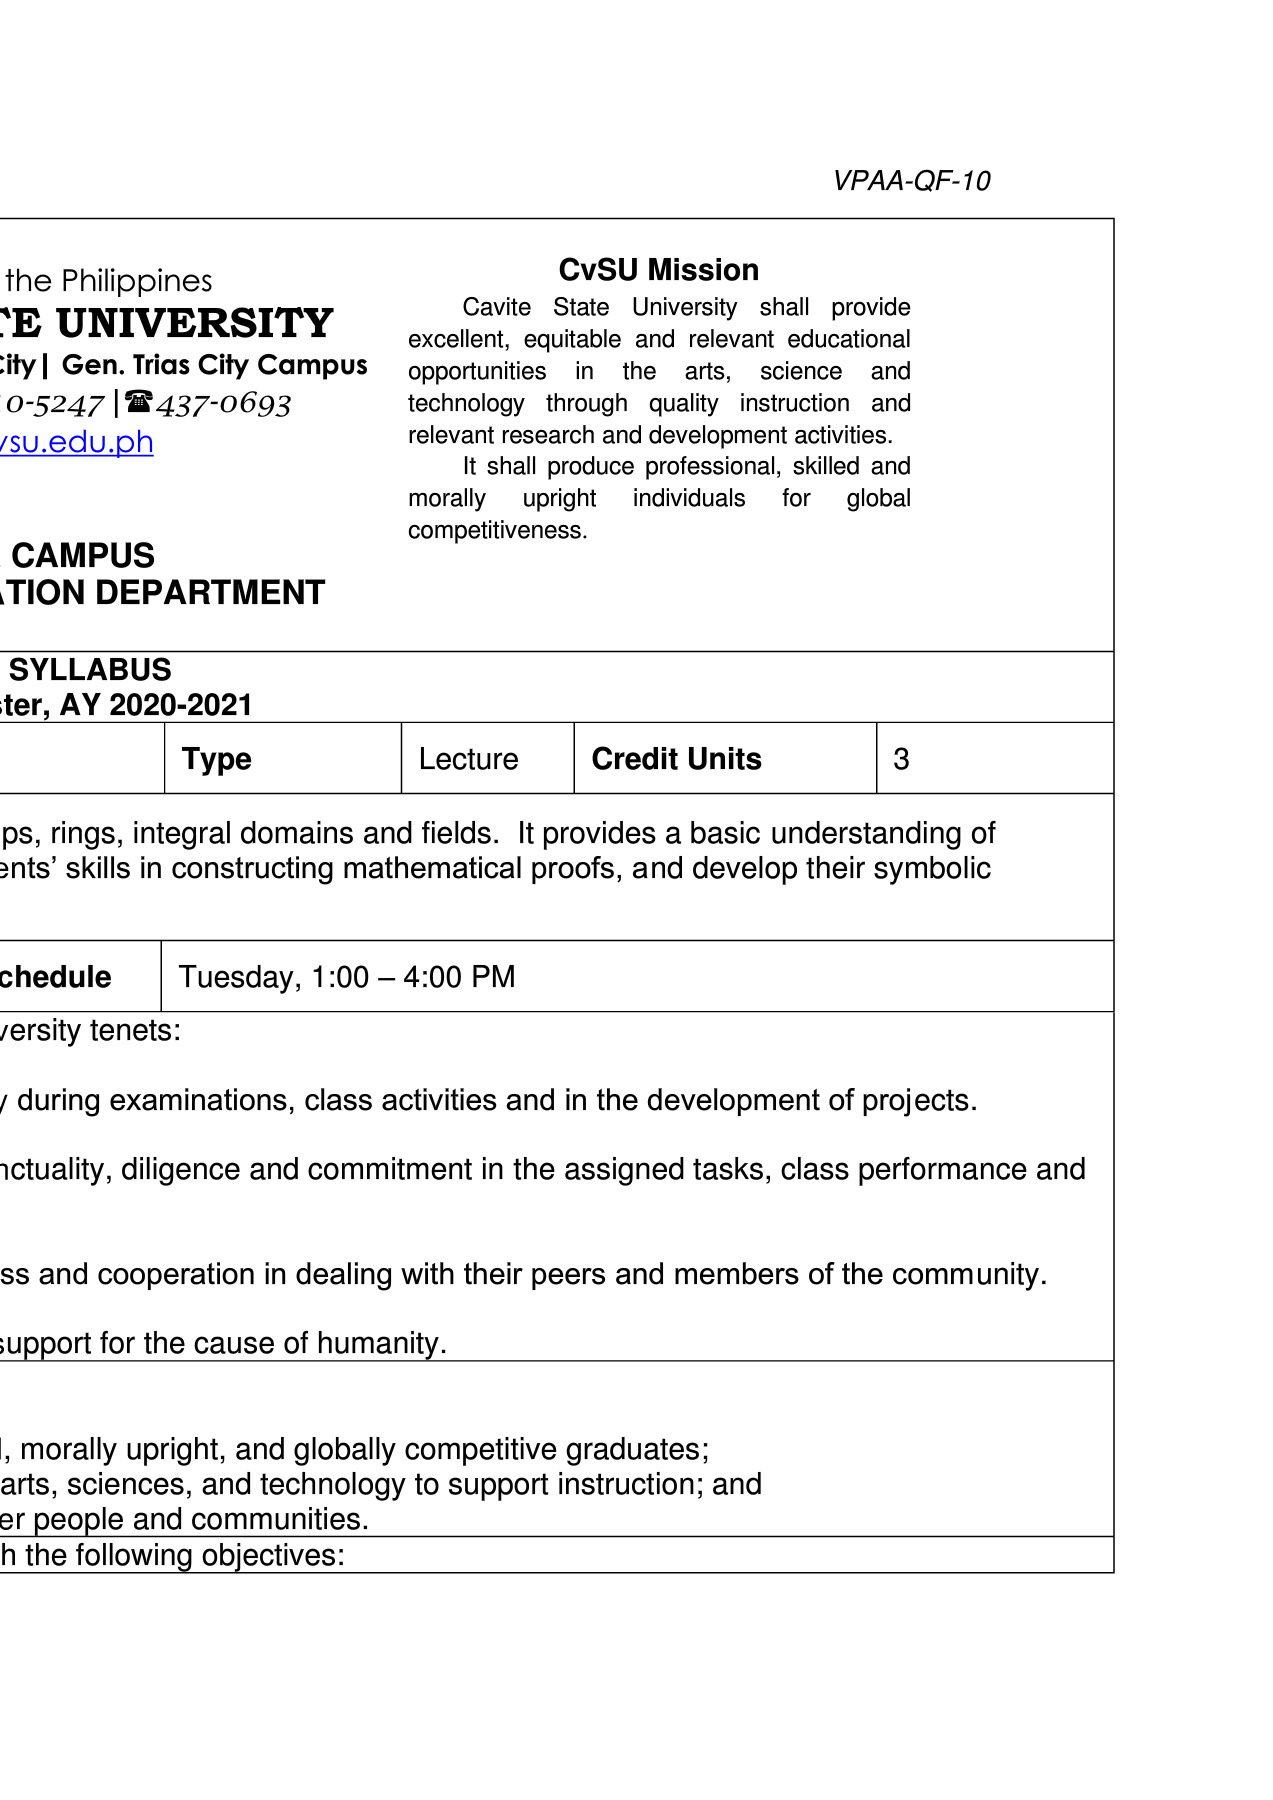 VPAA-QF-10
the Philippines
TE UNIVERSITY
City| Gen. Trias City Campus
0-5247 |☎437-0693
vsu.edu.ph
CAMPUS
ATION DEPARTMENT
CvSU Mission
Cavite State University shall provide
excellent, equitable and relevant educational
opportunities in the arts, science and
technology through quality instruction and
relevant research and development activities.
It shall produce professional, skilled and
morally upright individuals for global
competitiveness.
SYLLABUS
ster, AY 2020-2021
Type Lecture Credit Units 3
ps, rings, integral domains and fields. It provides a basic understanding of
ents’ skills in constructing mathematical proofs, and develop their symbolic
chedule Tuesday, 1:00 – 4:00 PM
versity tenets:
y during examinations, class activities and in the development of projects.
nctuality, diligence and commitment in the assigned tasks, class performance and
ss and cooperation in dealing with their peers and members of the community.
support for the cause of humanity.
, morally upright, and globally competitive graduates;
arts, sciences, and technology to support instruction; and
er people and communities.
h the following objectives: